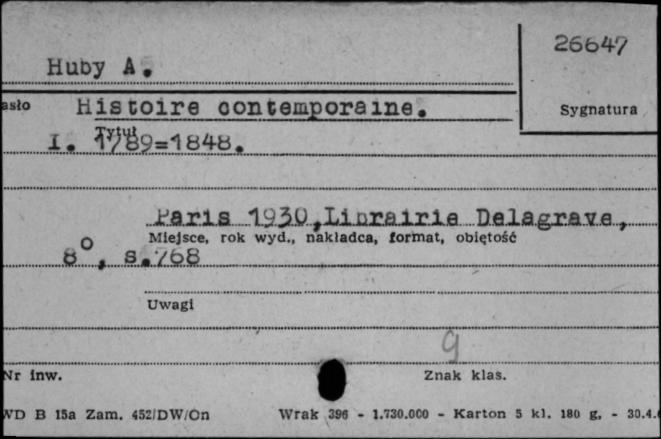 26647
Huby A.
asło Histoire contemporaine. Sygnatura
Tytuł
I. 1789=1848.
Paris 1930,Librairie Delagrave,
Miejsce, rok wyd., nakładca, format, objętość
8°, s.768
Uwagi
9
Nr inw. Znak klas.
WD B 15a Zam. 452/DW/On Wrak 396 - 1.730.000 - Karton 5 kl. 180 g. - 30.4.6